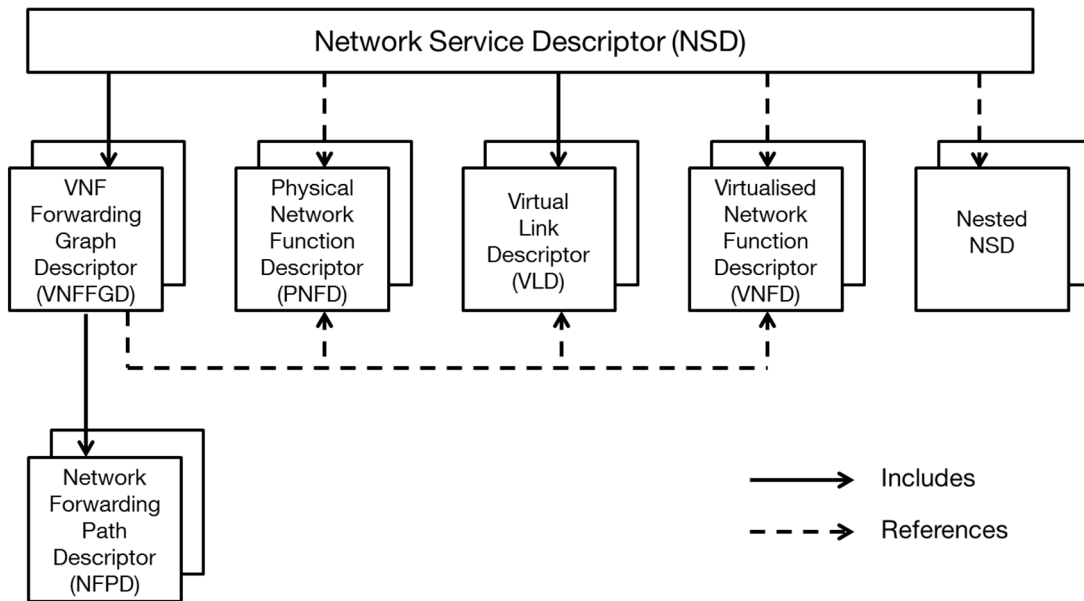 Network Service Descriptor (NSD)
VNF
Forwarding
Graph
Descriptor
(VNFFGD)
Physical
Network
Function
Descriptor
(PNFD)
Virtual
Link
Descriptor
(VLD)
Virtualised
Network
Function
Descriptor
(VNFD)
Nested
NSD
Network
Forwarding
Path
Descriptor
(NFPD)
Includes
References